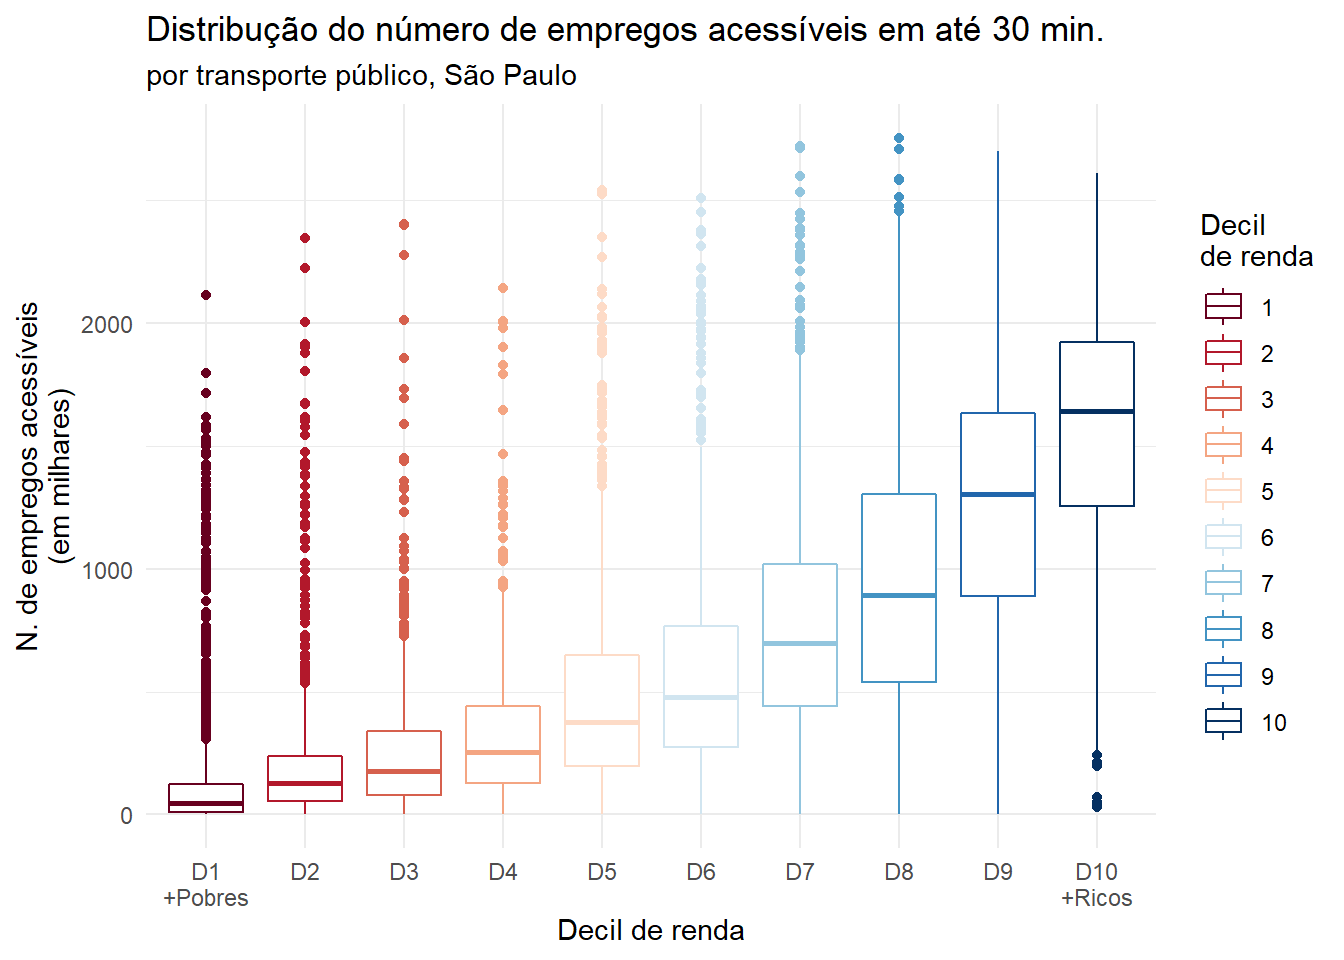 Distribução do número de empregos acessíveis em até 30 min.
por transporte público, São Paulo
N. de empregos acessíveis
(em milhares)
2000
1000
0
D1
+Pobres
D2
D3
D4
D5
D6
D7
D8
D9
D10
+Ricos
Decil de renda
Decil
de renda
1
2
3
4
5
6
7
8
9
10